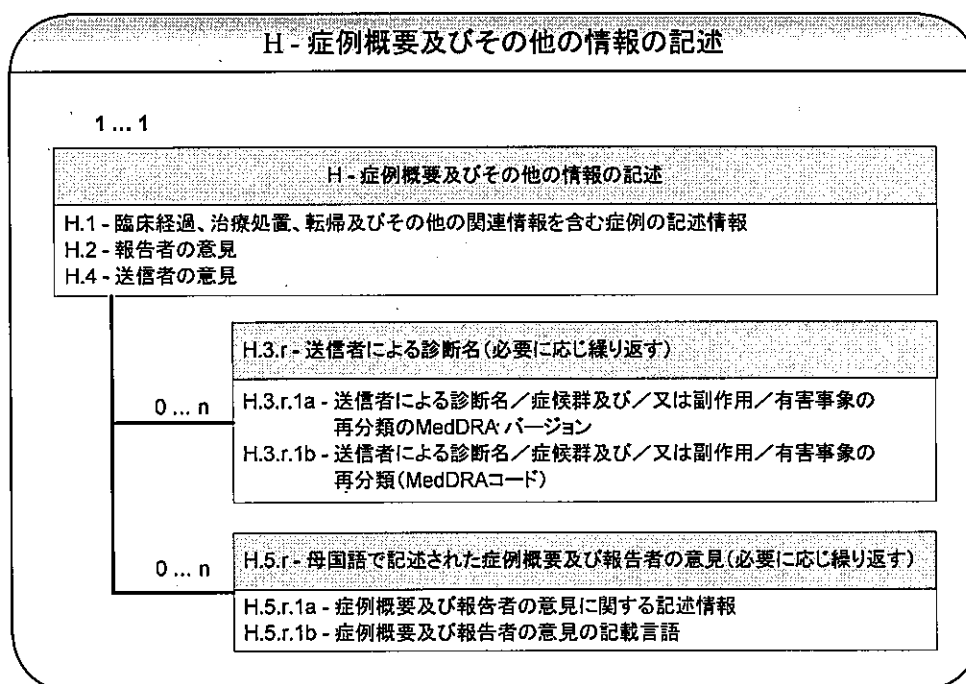 H - 症例概要及びその他の情報の記述
1 ... 1
H - 症例概要及びその他の情報の記述
H.1 - 臨床経過、治療処置、転帰及びその他の関連情報を含む症例の記述情報
H.2 - 報告者の意見
H.4 - 送信者の意見
H.3.r - 送信者による診断名（必要に応じ繰り返す）
0 ... n
H.3.r.1a - 送信者による診断名／症候群及び／又は副作用／有害事象の
再分類のMedDRA バージョン
H.3.r.1b - 送信者による診断名／症候群及び／又は副作用／有害事象の
再分類（MedDRAコード）
H.5.r - 母国語で記述された症例概要及び報告者の意見（必要に応じ繰り返す）
0 ... n
H.5.r.1a - 症例概要及び報告者の意見に関する記述情報
H.5.r.1b - 症例概要及び報告者の意見の記載言語